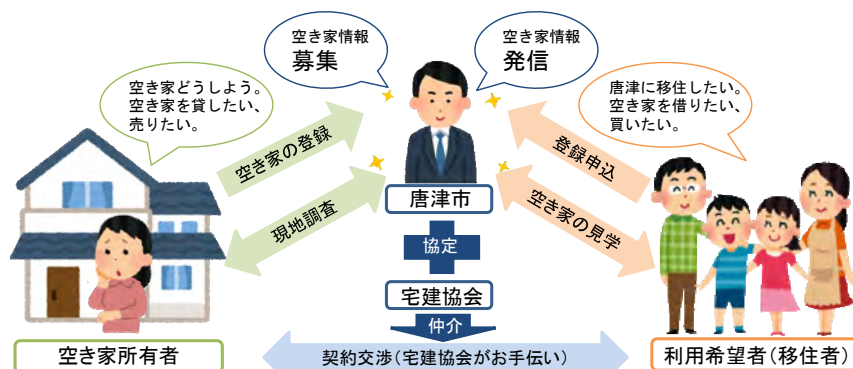 空き家情報
募集
空き家情報
発信
空き家どうしよう。
空き家を貸したい、
売りたい。
唐津に移住したい。
空き家を借りたい、
買いたい。
空き家の登録
登録申込
現地調査
空き家の見学
唐津市
協定
宅建協会
仲介
空き家所有者
契約交渉(宅建協会がお手伝い)
利用希望者(移住者)